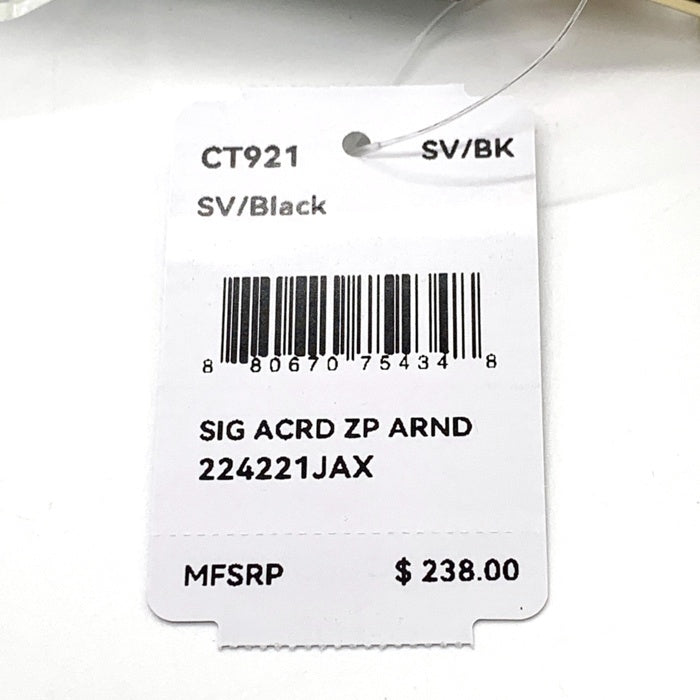 CT921 SV/BK
SV/Black
8 80670 75434 8
SIG ACRD ZP ARND
224221JAX
MFSRP $ 238.00